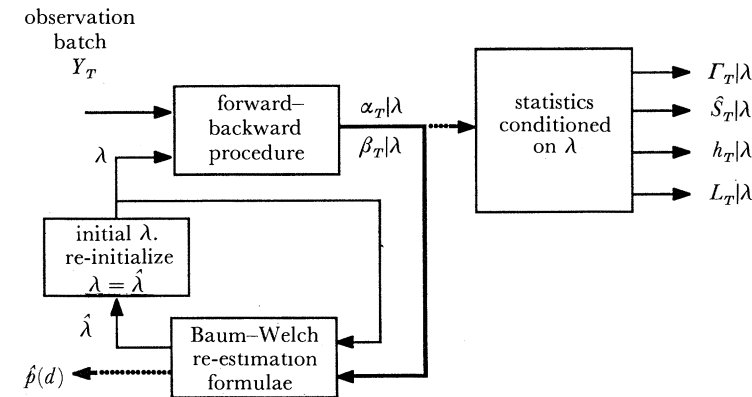 observation
batch
Y_T
forward–
backward
procedure
α_T|λ
β_T|λ
statistics
conditioned
on λ
Γ_T|λ
Ŝ_T|λ
h_T|λ
L_T|λ
λ
initial λ.
re-initialize
λ = λ̂
λ̂
Baum–Welch
re-estimation
formulae
p̂(d)